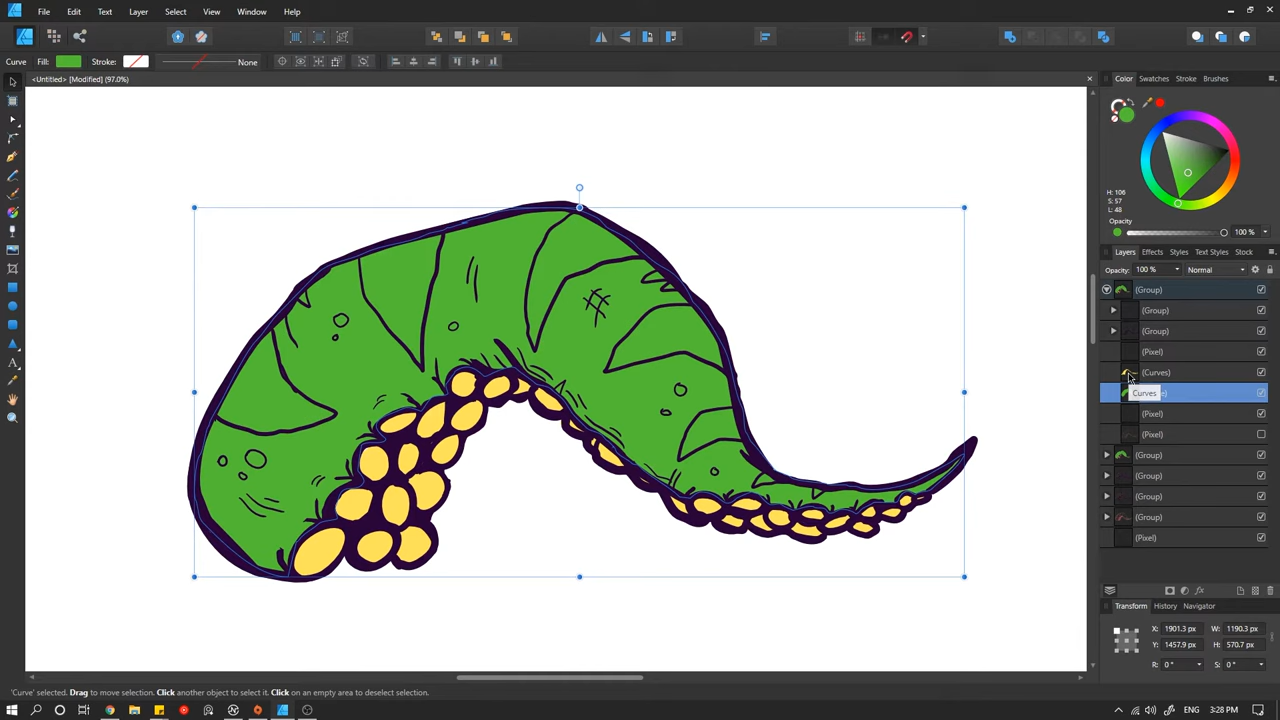 File Edit Text Layer Select View Window Help
Curve Fill: Stroke: None
<Untitled> [Modified] (97.0%)
Color Swatches Stroke Brushes
H: 106
S: 57
L: 48
Opacity
100 %
Layers Effects Styles Text Styles Stock
Opacity: 100 % Normal
(Group)
(Group)
(Group)
(Pixel)
(Curves)
Curves
(Pixel)
(Pixel)
(Group)
(Group)
(Group)
(Group)
(Pixel)
Transform History Navigator
X: 1901.3 px W: 1190.3 px
Y: 1457.9 px H: 570.7 px
R: 0 ° S: 0 °
'Curve' selected. Drag to move selection. Click another object to select it. Click on an empty area to deselect selection.
ENG 3:28 PM